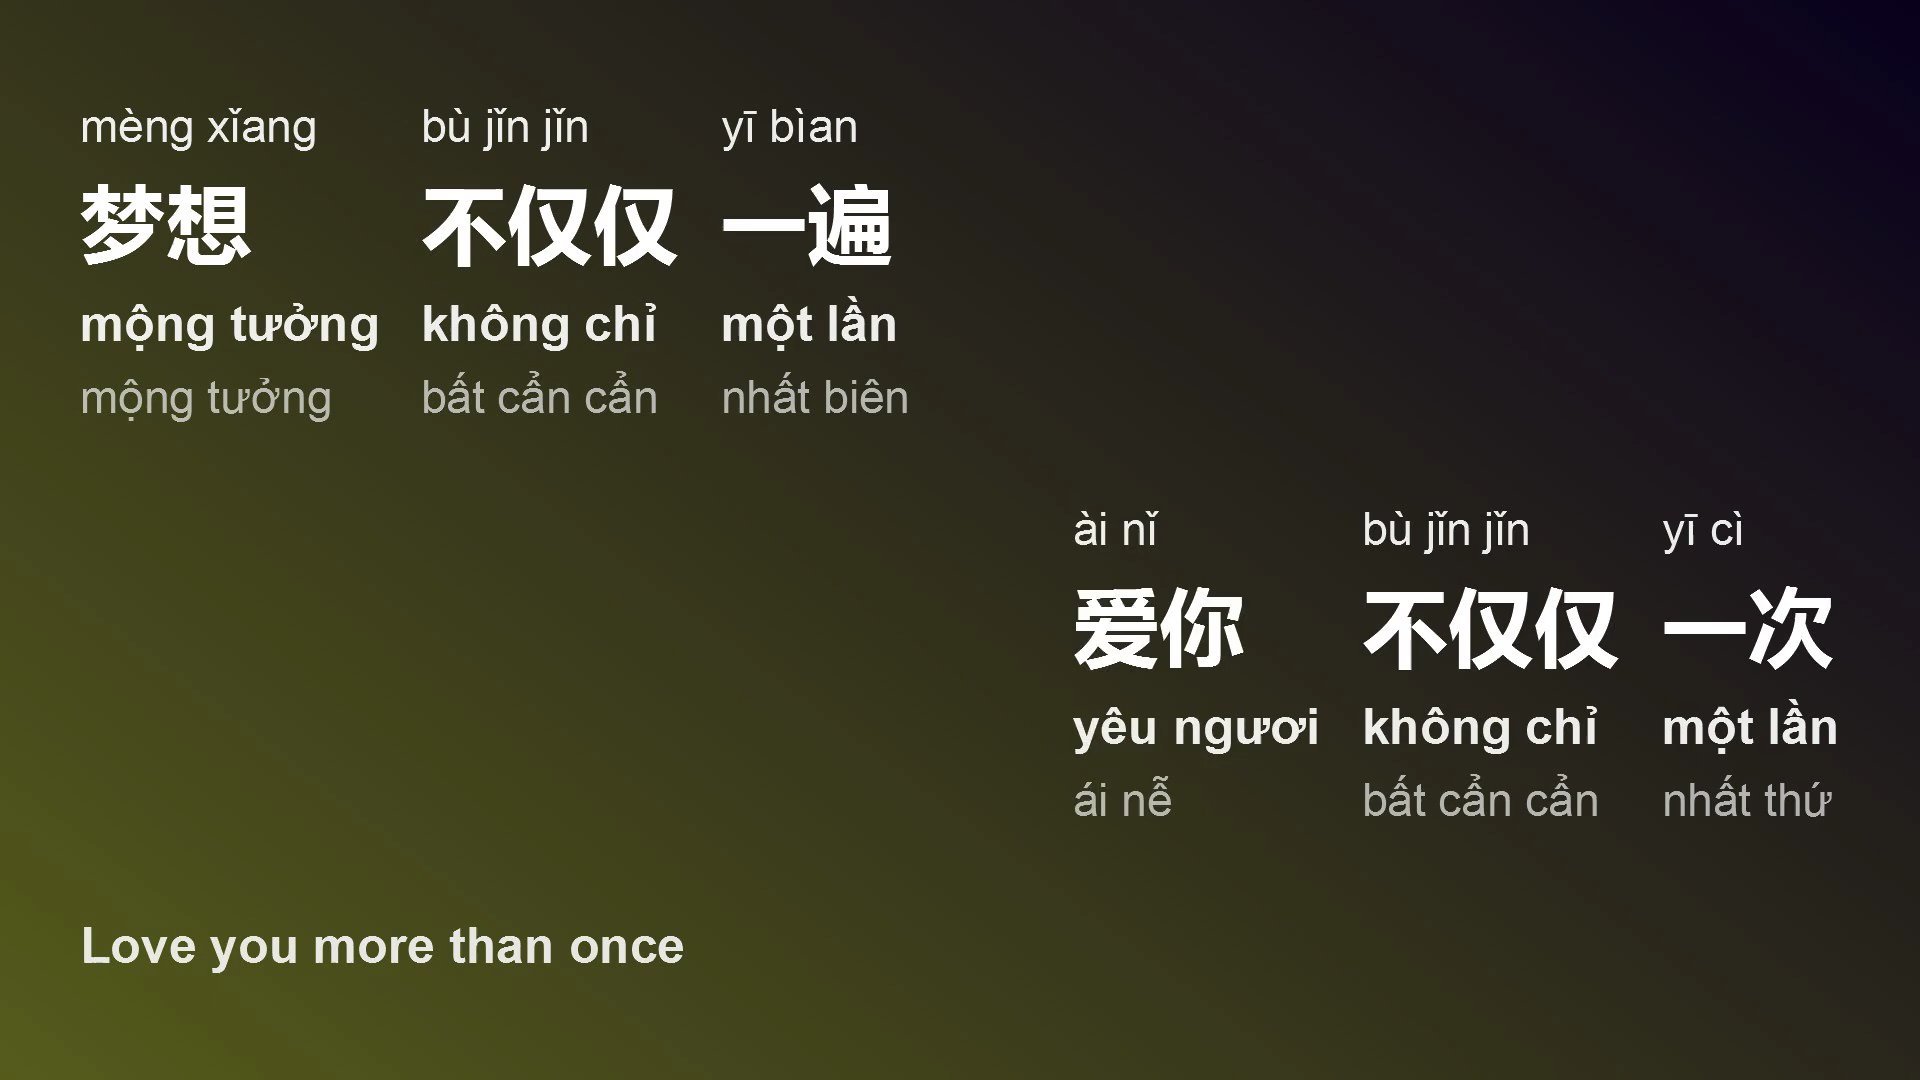 mèng xǐang bù jǐn jǐn yī bìan
梦想 不仅仅 一遍
mộng tưởng không chỉ một lần
mộng tưởng bất cẩn cẩn nhất biên
ài nǐ bù jǐn jǐn yī cì
爱你 不仅仅 一次
yêu ngươi không chỉ một lần
ái nễ bất cẩn cẩn nhất thứ
Love you more than once